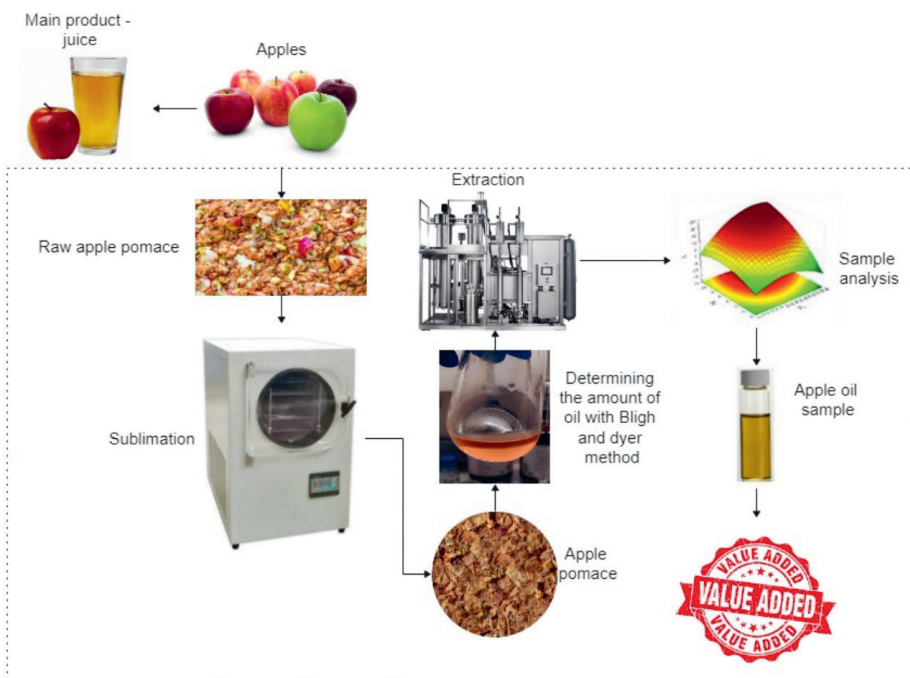 Main product -
juice
Apples
Raw apple pomace
Sublimation
Apple
pomace
Determining
the amount of
oil with Bligh
and dyer
method
Extraction
Sample
analysis
Apple oil
sample
VALUE ADDED
VALUE ADDED
VALUE ADDED